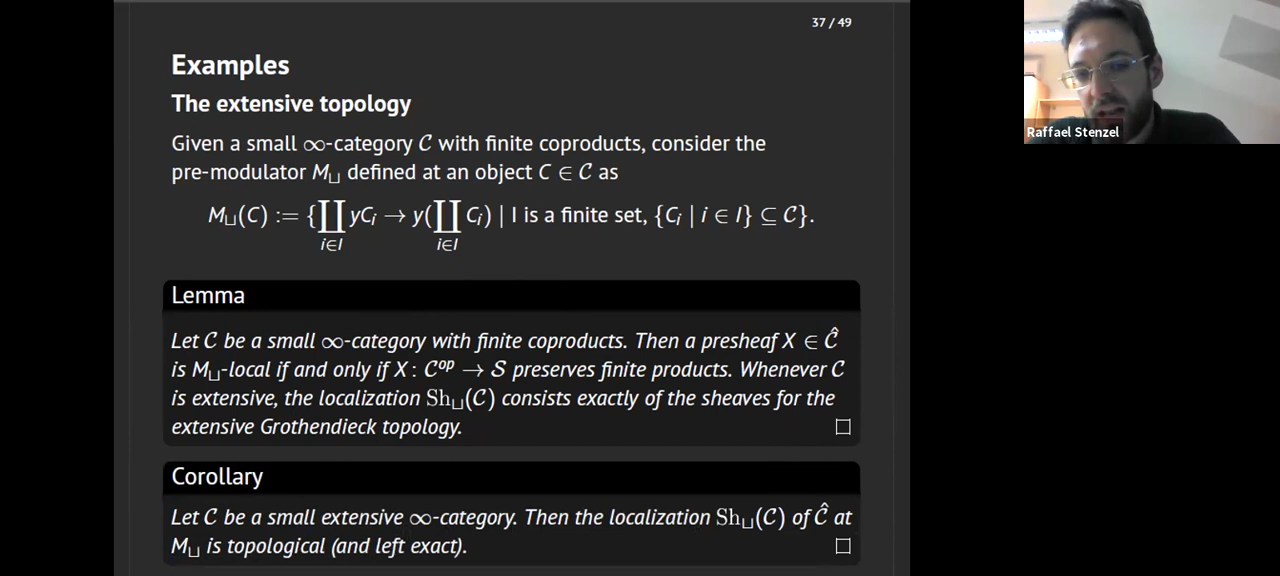 37 / 49
Examples
The extensive topology
Given a small ∞-category 𝒞 with finite coproducts, consider the
pre-modulator M⊔ defined at an object C ∈ 𝒞 as
M⊔(C) := {∐ yCᵢ → y(∐ Cᵢ) | I is a finite set, {Cᵢ | i ∈ I} ⊆ 𝒞}.
i∈I i∈I
Lemma
Let 𝒞 be a small ∞-category with finite coproducts. Then a presheaf X ∈ 𝒞̂
is M⊔-local if and only if X : 𝒞ᵒᵖ → 𝒮 preserves finite products. Whenever 𝒞
is extensive, the localization Sh⊔(𝒞) consists exactly of the sheaves for the
extensive Grothendieck topology. □
Corollary
Let 𝒞 be a small extensive ∞-category. Then the localization Sh⊔(𝒞) of 𝒞̂ at
M⊔ is topological (and left exact). □
Raffael Stenzel